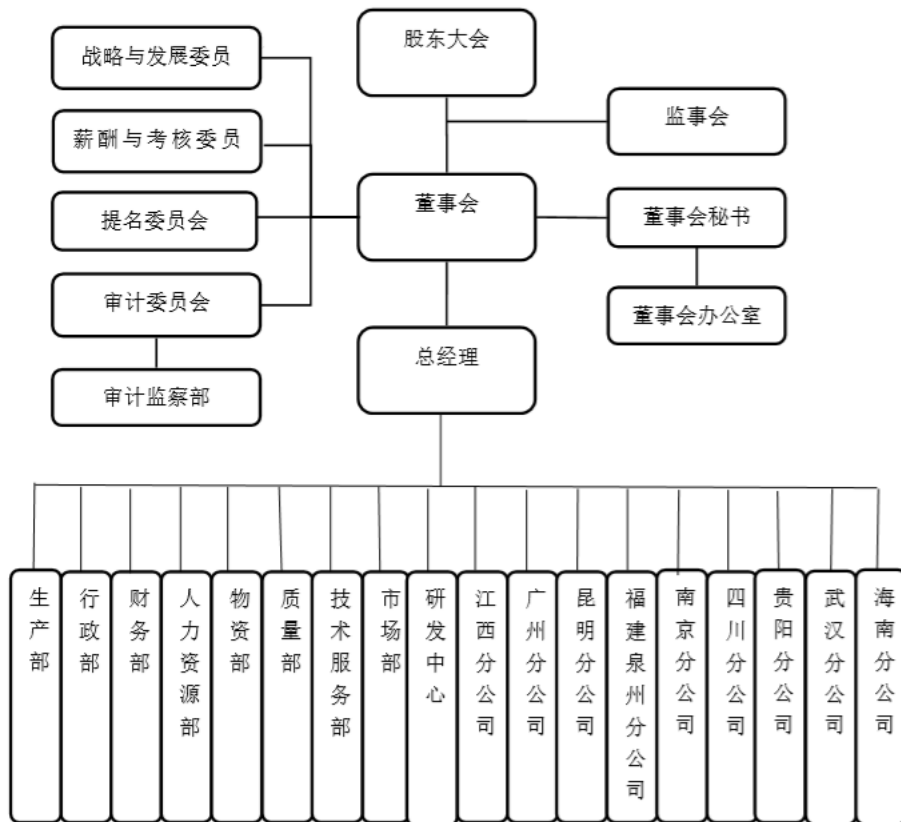 股东大会
战略与发展委员
监事会
薪酬与考核委员
董事会
提名委员会
董事会秘书
审计委员会
董事会办公室
总经理
审计监察部
生产部
行政部
财务部
人力资源部
物资部
质量部
技术服务部
市场部
研发中心
江西分公司
广州分公司
昆明分公司
福建泉州分公司
南京分公司
四川分公司
贵阳分公司
武汉分公司
海南分公司